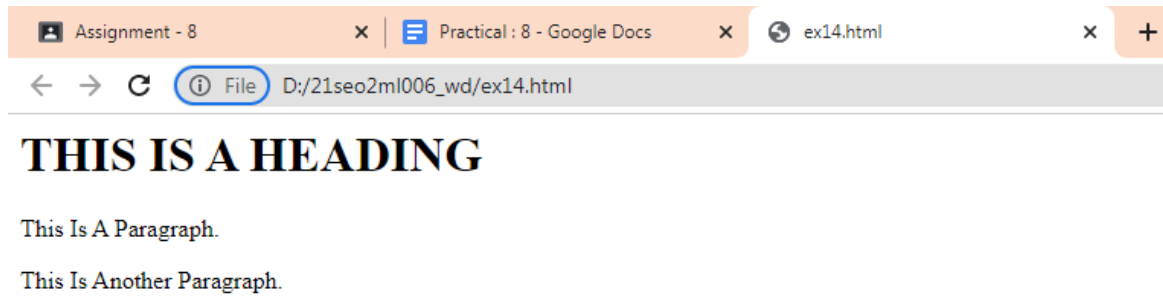 Assignment - 8 Practical : 8 - Google Docs ex14.html
File D:/21seo2ml006_wd/ex14.html
THIS IS A HEADING
This Is A Paragraph.
This Is Another Paragraph.